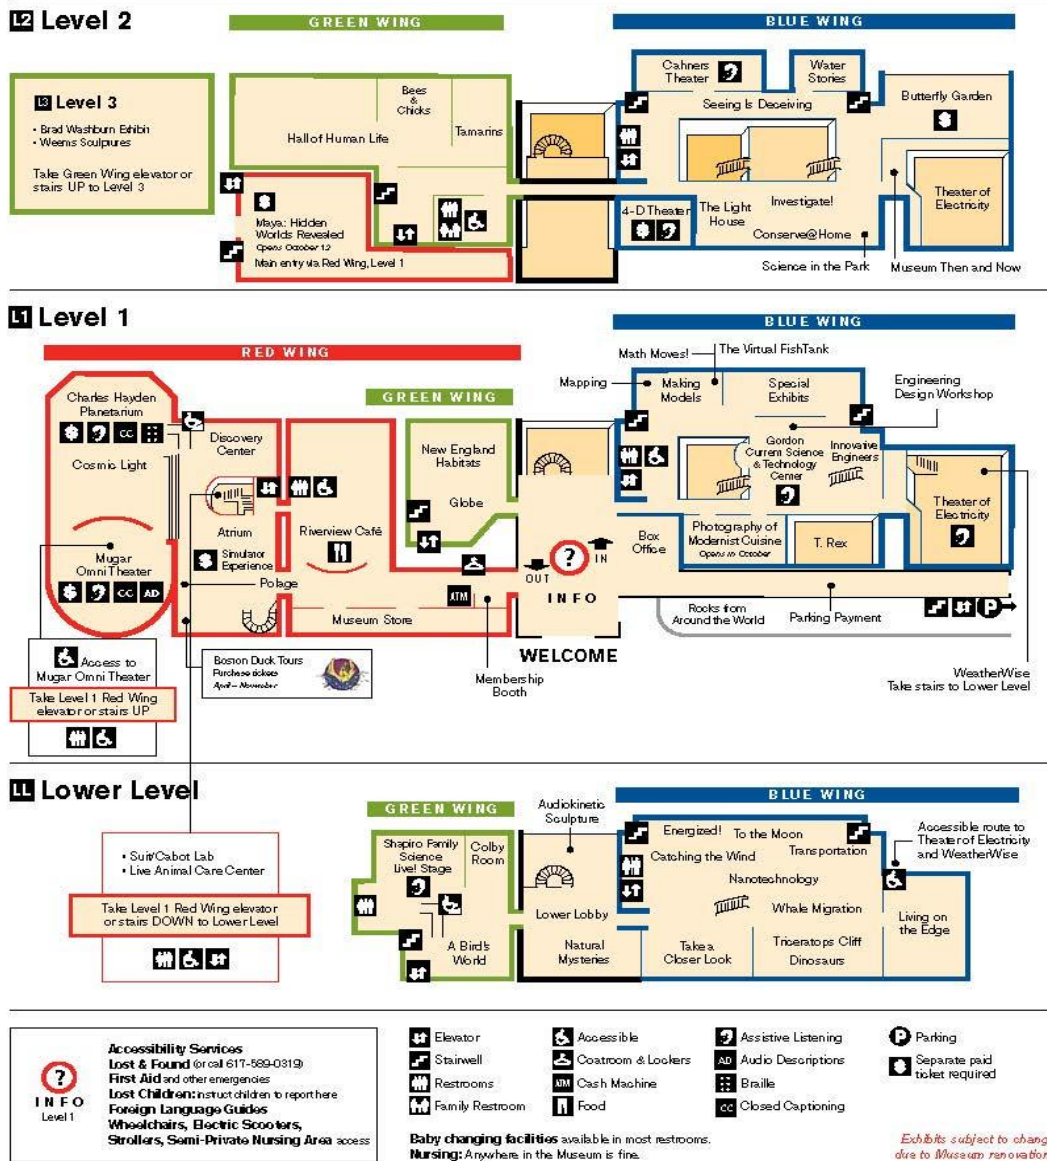 L2 Level 2
GREEN WING
BLUE WING
L3 Level 3
• Brad Washburn Exhibit
• Weems Sculptures
Take Green Wing elevator or
stairs UP to Level 3
Bees
&
Chicks
Hall of Human Life
Tamarins
Maya: Hidden
Worlds Revealed
Opens October 12
Main entry via Red Wing, Level 1
Cahners
Theater
Water
Stories
Seeing Is Deceiving
Butterfly Garden
4-D Theater
The Light
House
Investigate!
Conserve@Home
Theater of
Electricity
Science in the Park
Museum Then and Now
L1 Level 1
BLUE WING
RED WING
GREEN WING
Math Moves!
The Virtual FishTank
Mapping
Making
Models
Special
Exhibits
Engineering
Design Workshop
Charles Hayden
Planetarium
CC
Cosmic Light
Discovery
Center
Atrium
Simulator
Experience
Mugar
Omni Theater
CC
AD
Polage
Riverview Café
Museum Store
New England
Habitats
Globe
ATM
OUT
?
IN
INFO
Box
Office
Gordon
Current Science
& Technology
Center
Innovative
Engineers
Photography of
Modernist Cuisine
Opens in October
T. Rex
Theater of
Electricity
Rocks from
Around the World
Parking Payment
P
WELCOME
Membership
Booth
WeatherWise
Take stairs to Lower Level
Access to
Mugar Omni Theater
Take Level 1 Red Wing
elevator or stairs UP
Boston Duck Tours
Purchase tickets
April – November
LL Lower Level
GREEN WING
BLUE WING
Audiokinetic
Sculpture
• Suit/Cabot Lab
• Live Animal Care Center
Take Level 1 Red Wing elevator
or stairs DOWN to Lower Level
Shapiro Family
Science
Live! Stage
Colby
Room
A Bird's
World
Lower Lobby
Natural
Mysteries
Energized!
To the Moon
Catching the Wind
Transportation
Nanotechnology
Whale Migration
Take a
Closer Look
Triceratops Cliff
Dinosaurs
Living on
the Edge
Accessible route to
Theater of Electricity
and WeatherWise
?
INFO
Level 1
Accessibility Services
Lost & Found (or call 617-589-0319)
First Aid and other emergencies
Lost Children: instruct children to report here
Foreign Language Guides
Wheelchairs, Electric Scooters,
Strollers, Semi-Private Nursing Area access
Elevator
Stairwell
Restrooms
Family Restroom
Accessible
Coatroom & Lockers
ATM Cash Machine
Food
Assistive Listening
AD Audio Descriptions
Braille
CC Closed Captioning
P Parking
Separate paid
ticket required
Baby changing facilities available in most restrooms.
Nursing: Anywhere in the Museum is fine.
Exhibits subject to chang
due to Museum renovation